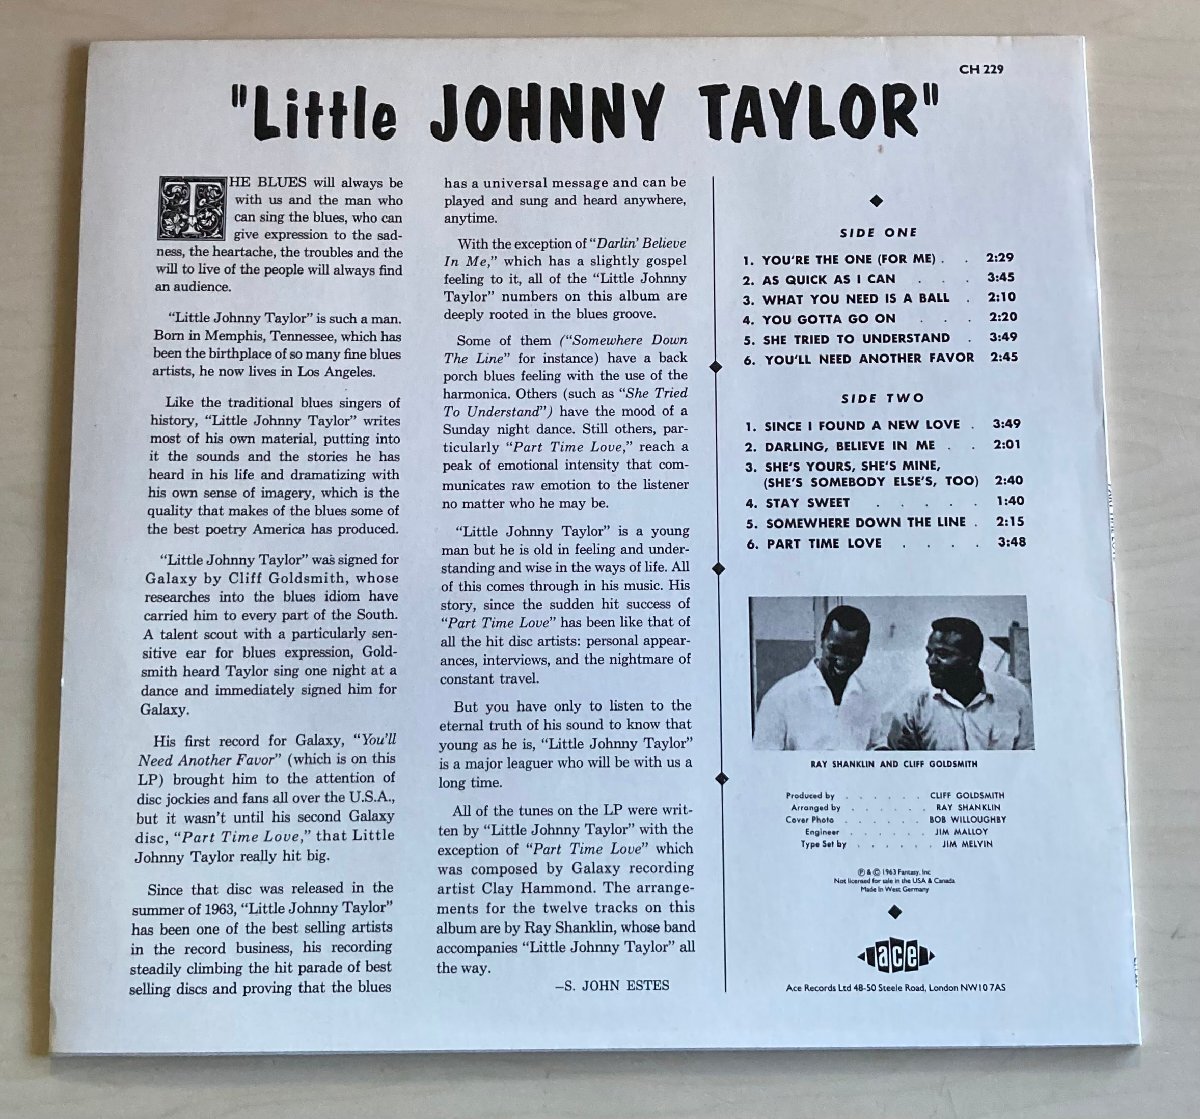 CH 229
"Little JOHNNY TAYLOR"
THE BLUES will always be
with us and the man who
can sing the blues, who can
give expression to the sad-
ness, the heartache, the troubles and the
will to live of the people will always find
an audience.
"Little Johnny Taylor" is such a man.
Born in Memphis, Tennessee, which has
been the birthplace of so many fine blues
artists, he now lives in Los Angeles.
Like the traditional blues singers of
history, "Little Johnny Taylor" writes
most of his own material, putting into
it the sounds and the stories he has
heard in his life and dramatizing with
his own sense of imagery, which is the
quality that makes of the blues some of
the best poetry America has produced.
"Little Johnny Taylor" was signed for
Galaxy by Cliff Goldsmith, whose
researches into the blues idiom have
carried him to every part of the South.
A talent scout with a particularly sen-
sitive ear for blues expression, Gold-
smith heard Taylor sing one night at a
dance and immediately signed him for
Galaxy.
His first record for Galaxy, "You'll
Need Another Favor" (which is on this
LP) brought him to the attention of
disc jockies and fans all over the U.S.A.,
but it wasn't until his second Galaxy
disc, "Part Time Love," that Little
Johnny Taylor really hit big.
Since that disc was released in the
summer of 1963, "Little Johnny Taylor"
has been one of the best selling artists
in the record business, his recording
steadily climbing the hit parade of best
selling discs and proving that the blues
has a universal message and can be
played and sung and heard anywhere,
anytime.
With the exception of "Darlin' Believe
In Me," which has a slightly gospel
feeling to it, all of the "Little Johnny
Taylor" numbers on this album are
deeply rooted in the blues groove.
Some of them ("Somewhere Down
The Line" for instance) have a back
porch blues feeling with the use of the
harmonica. Others (such as "She Tried
To Understand") have the mood of a
Sunday night dance. Still others, par-
ticularly "Part Time Love," reach a
peak of emotional intensity that com-
municates raw emotion to the listener
no matter who he may be.
"Little Johnny Taylor" is a young
man but he is old in feeling and under-
standing and wise in the ways of life. All
of this comes through in his music. His
story, since the sudden hit success of
"Part Time Love" has been like that of
all the hit disc artists: personal appear-
ances, interviews, and the nightmare of
constant travel.
But you have only to listen to the
eternal truth of his sound to know that
young as he is, "Little Johnny Taylor"
is a major leaguer who will be with us a
long time.
All of the tunes on the LP were writ-
ten by "Little Johnny Taylor" with the
exception of "Part Time Love" which
was composed by Galaxy recording
artist Clay Hammond. The arrange-
ments for the twelve tracks on this
album are by Ray Shanklin, whose band
accompanies "Little Johnny Taylor" all
the way.
—S. JOHN ESTES
SIDE ONE
1. YOU'RE THE ONE (FOR ME) . . 2:29
2. AS QUICK AS I CAN . . . 3:45
3. WHAT YOU NEED IS A BALL . 2:10
4. YOU GOTTA GO ON . . . 2:20
5. SHE TRIED TO UNDERSTAND . 3:49
6. YOU'LL NEED ANOTHER FAVOR 2:45
SIDE TWO
1. SINCE I FOUND A NEW LOVE . 3:49
2. DARLING, BELIEVE IN ME . . 2:01
3. SHE'S YOURS, SHE'S MINE,
(SHE'S SOMEBODY ELSE'S, TOO) 2:40
4. STAY SWEET . . . . . 1:40
5. SOMEWHERE DOWN THE LINE . 2:15
6. PART TIME LOVE . . . . 3:48
RAY SHANKLIN AND CLIFF GOLDSMITH
Produced by . . . . . . CLIFF GOLDSMITH
Arranged by . . . . . . RAY SHANKLIN
Cover Photo . . . . . . BOB WILLOUGHBY
Engineer . . . . . . JIM MALLOY
Type Set by . . . . . . JIM MELVIN
℗ & © 1963 Fantasy, Inc
Not licensed for sale in the USA & Canada
Made in West Germany
ace
Ace Records Ltd 48-50 Steele Road, London NW10 7AS